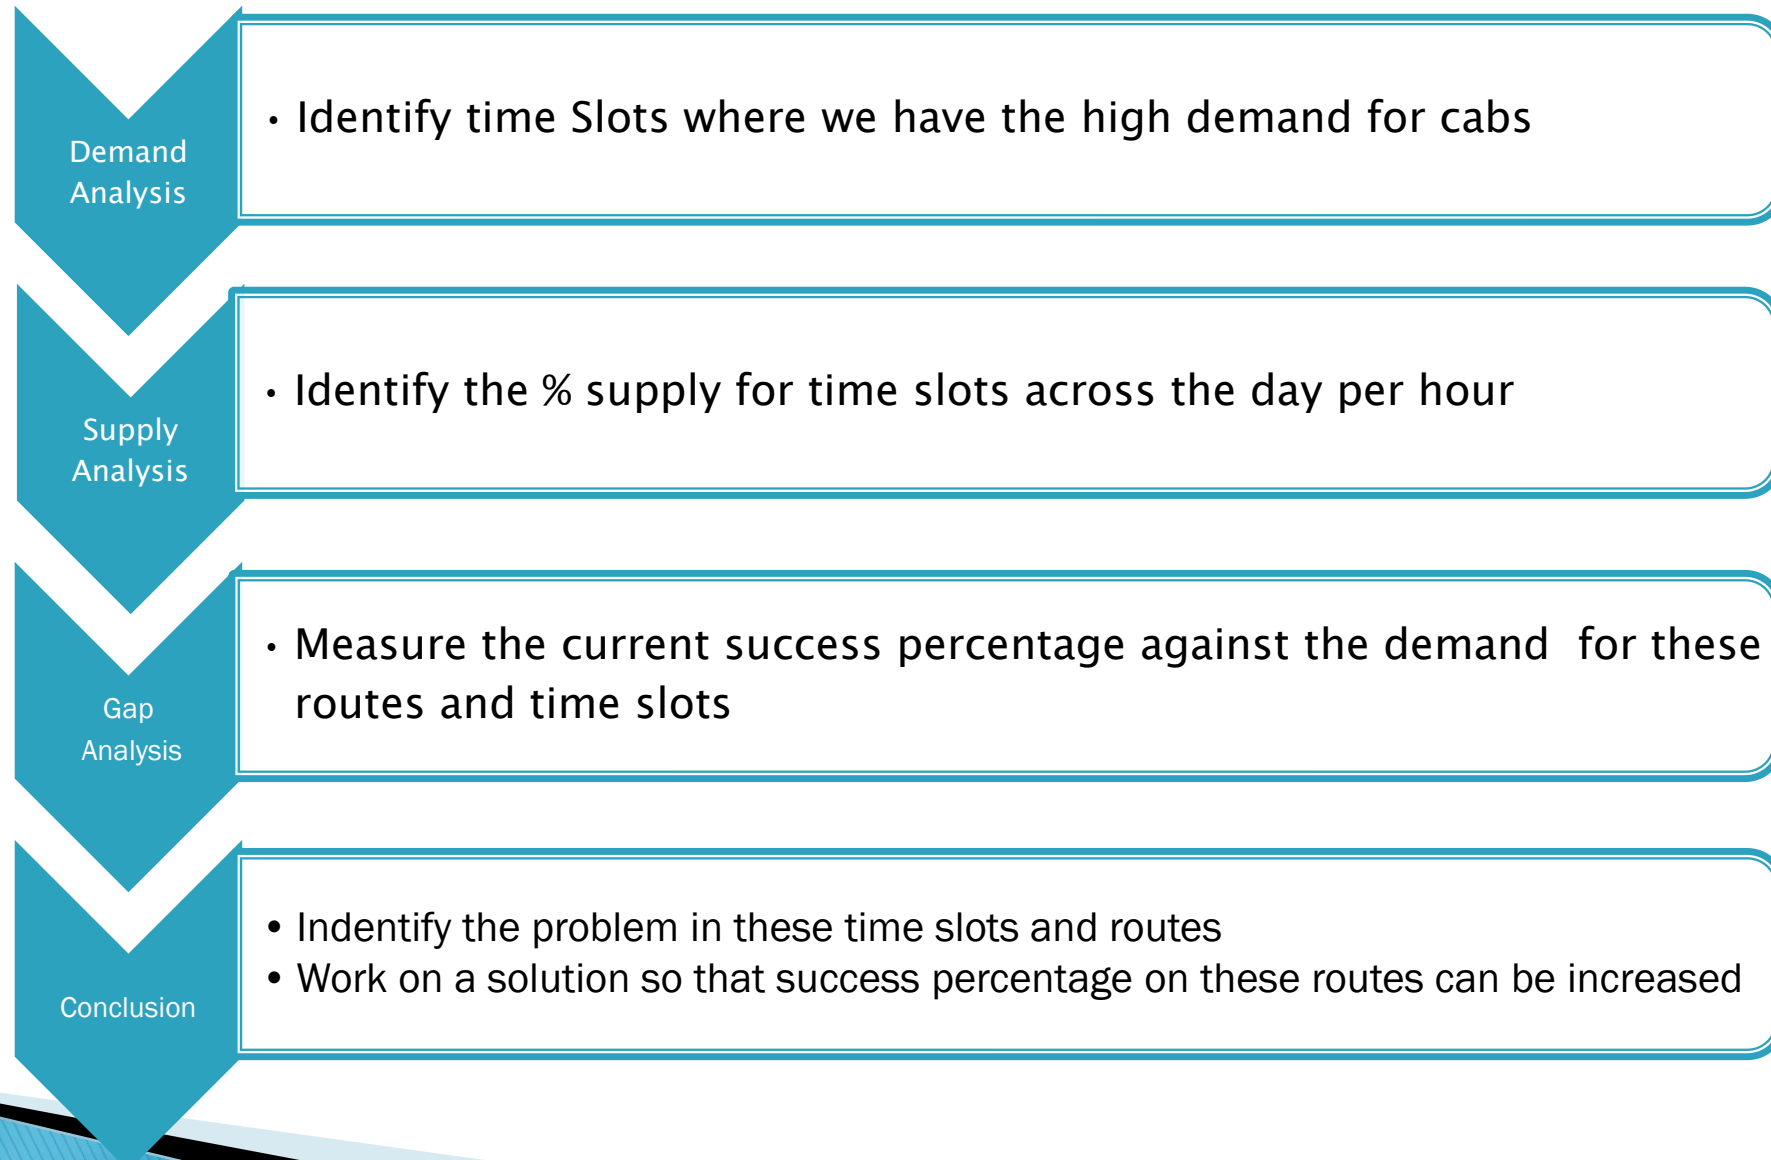 Demand
Analysis
• Identify time Slots where we have the high demand for cabs
Supply
Analysis
• Identify the % supply for time slots across the day per hour
Gap
Analysis
• Measure the current success percentage against the demand  for these
routes and time slots
Conclusion
• Indentify the problem in these time slots and routes
• Work on a solution so that success percentage on these routes can be increased